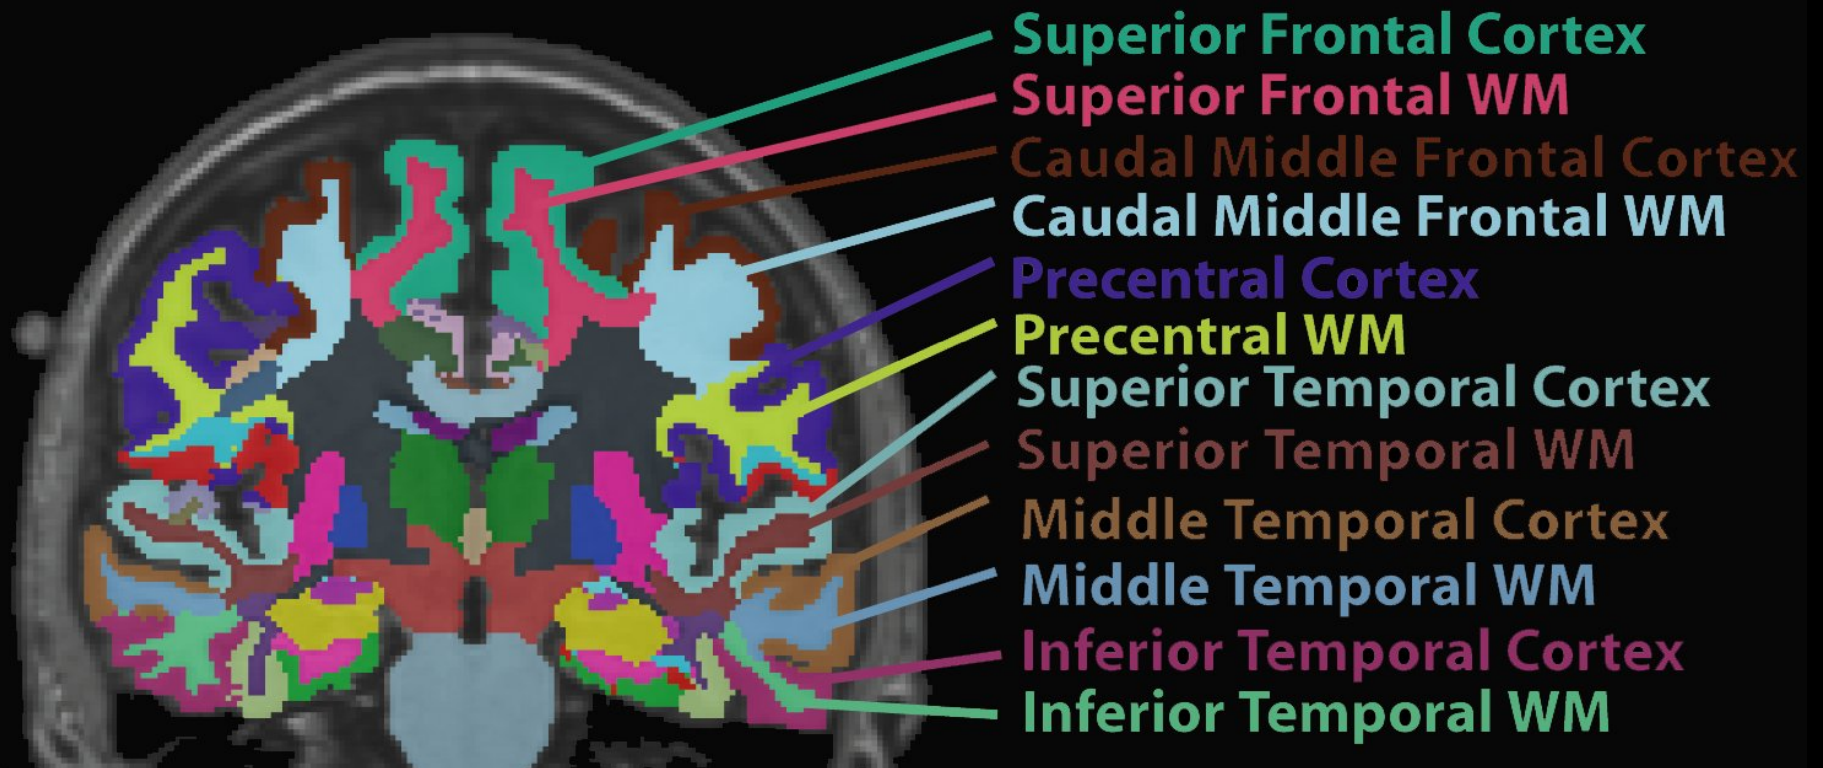 Superior Frontal Cortex
Superior Frontal WM
Caudal Middle Frontal Cortex
Caudal Middle Frontal WM
Precentral Cortex
Precentral WM
Superior Temporal Cortex
Superior Temporal WM
Middle Temporal Cortex
Middle Temporal WM
Inferior Temporal Cortex
Inferior Temporal WM